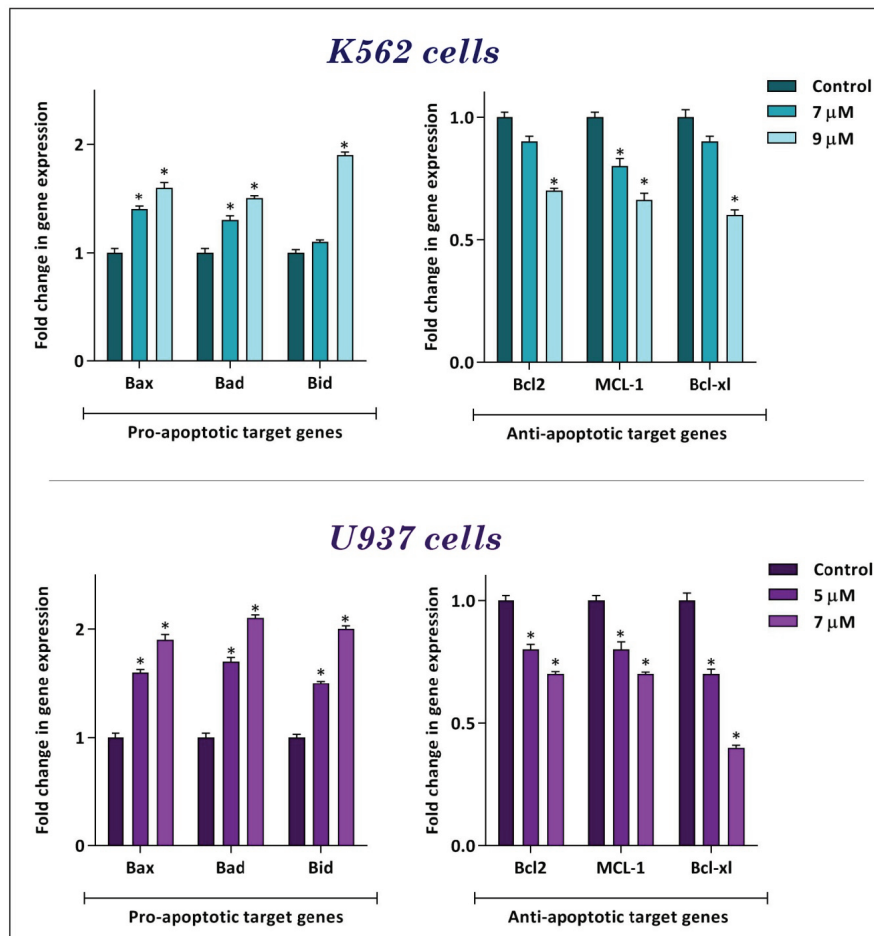 K562 cells
Fold change in gene expression
2
1
0
*
*
*
*
*
Bax
Bad
Bid
Pro-apoptotic target genes
Fold change in gene expression
1.0
0.5
0.0
*
*
*
*
Bcl2
MCL-1
Bcl-xl
Anti-apoptotic target genes
Control
7 μM
9 μM
U937 cells
Fold change in gene expression
2
1
0
*
*
*
*
*
*
Bax
Bad
Bid
Pro-apoptotic target genes
Fold change in gene expression
1.0
0.5
0.0
*
*
*
*
*
*
Bcl2
MCL-1
Bcl-xl
Anti-apoptotic target genes
Control
5 μM
7 μM